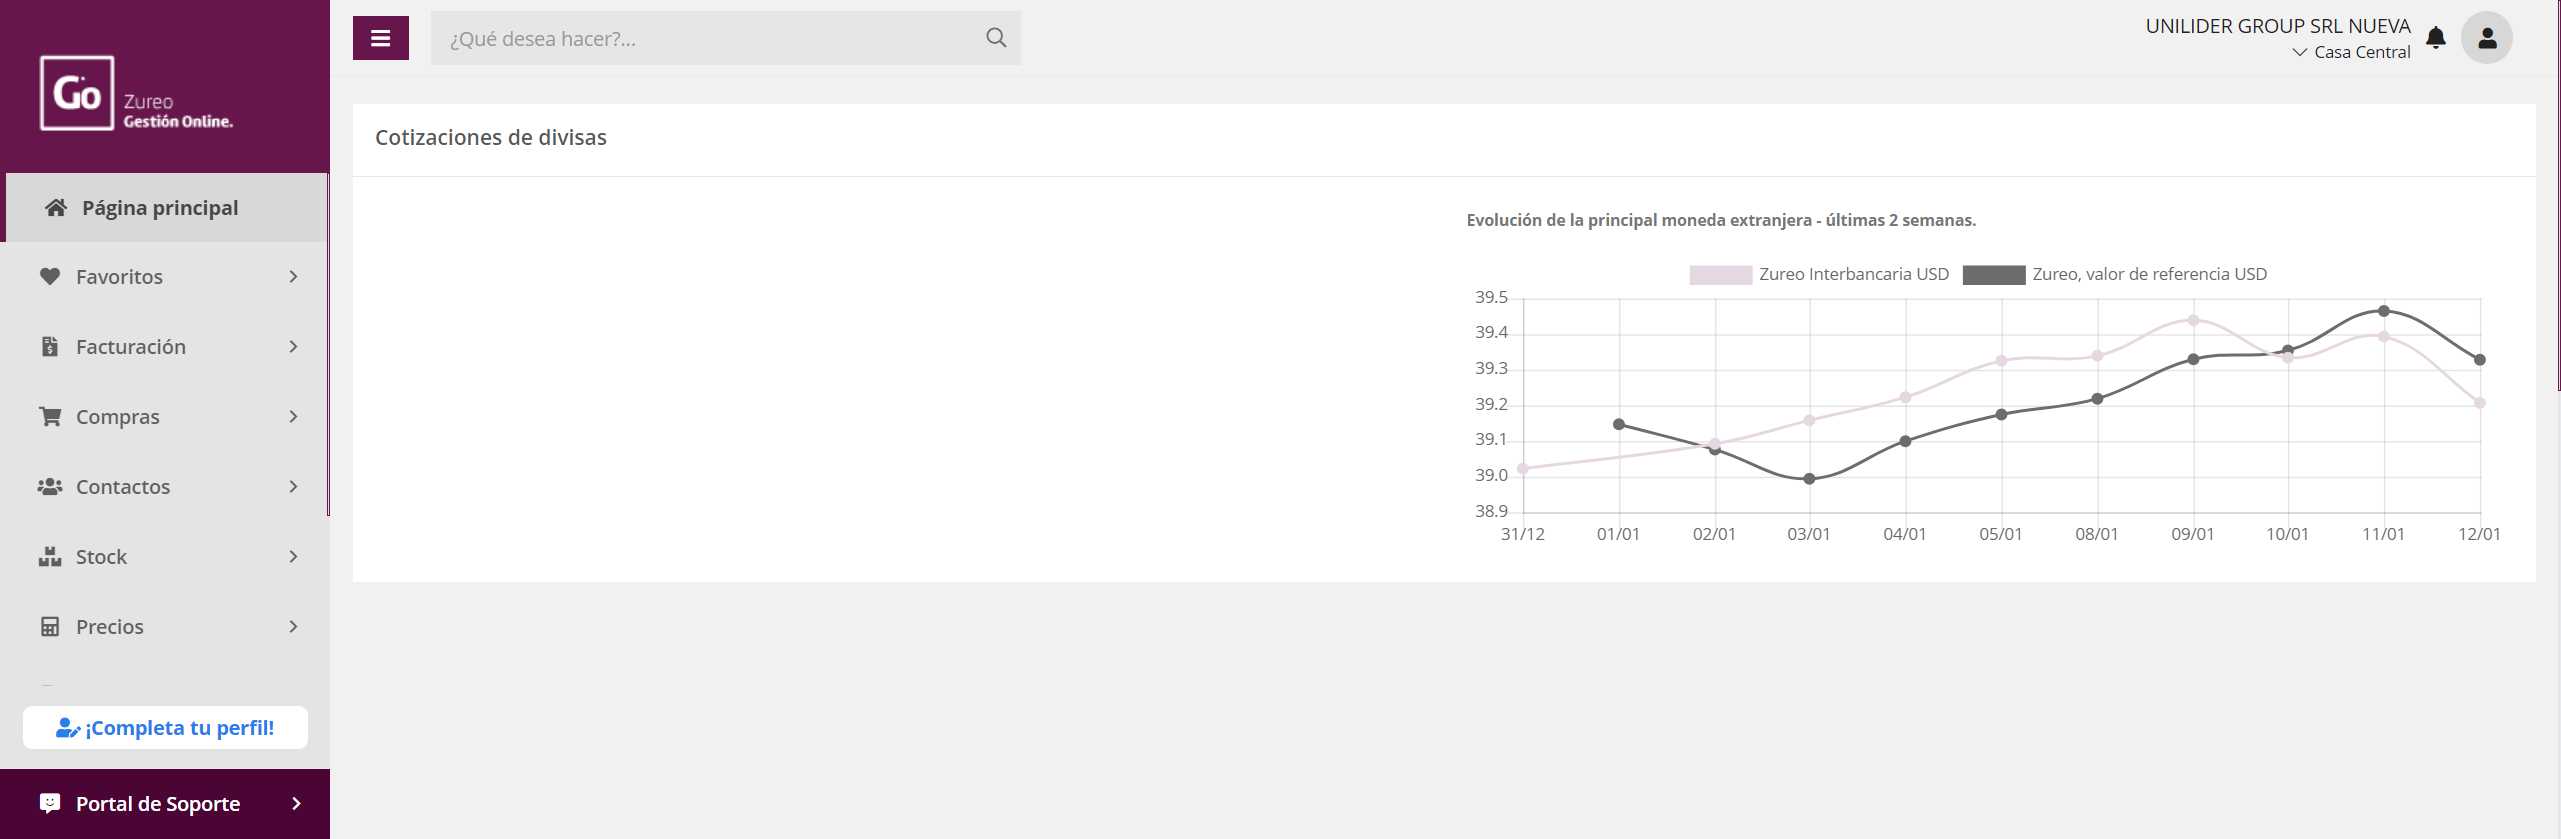 Go
Zureo
Gestión Online.
Página principal
Favoritos
Facturación
Compras
Contactos
Stock
Precios
¡Completa tu perfil!
Portal de Soporte
¿Qué desea hacer?...
UNILIDER GROUP SRL NUEVA
Casa Central
Cotizaciones de divisas
Evolución de la principal moneda extranjera - últimas 2 semanas.
Zureo Interbancaria USD
Zureo, valor de referencia USD
39.5
39.4
39.3
39.2
39.1
39.0
38.9
31/12 01/01 02/01 03/01 04/01 05/01 08/01 09/01 10/01 11/01 12/01